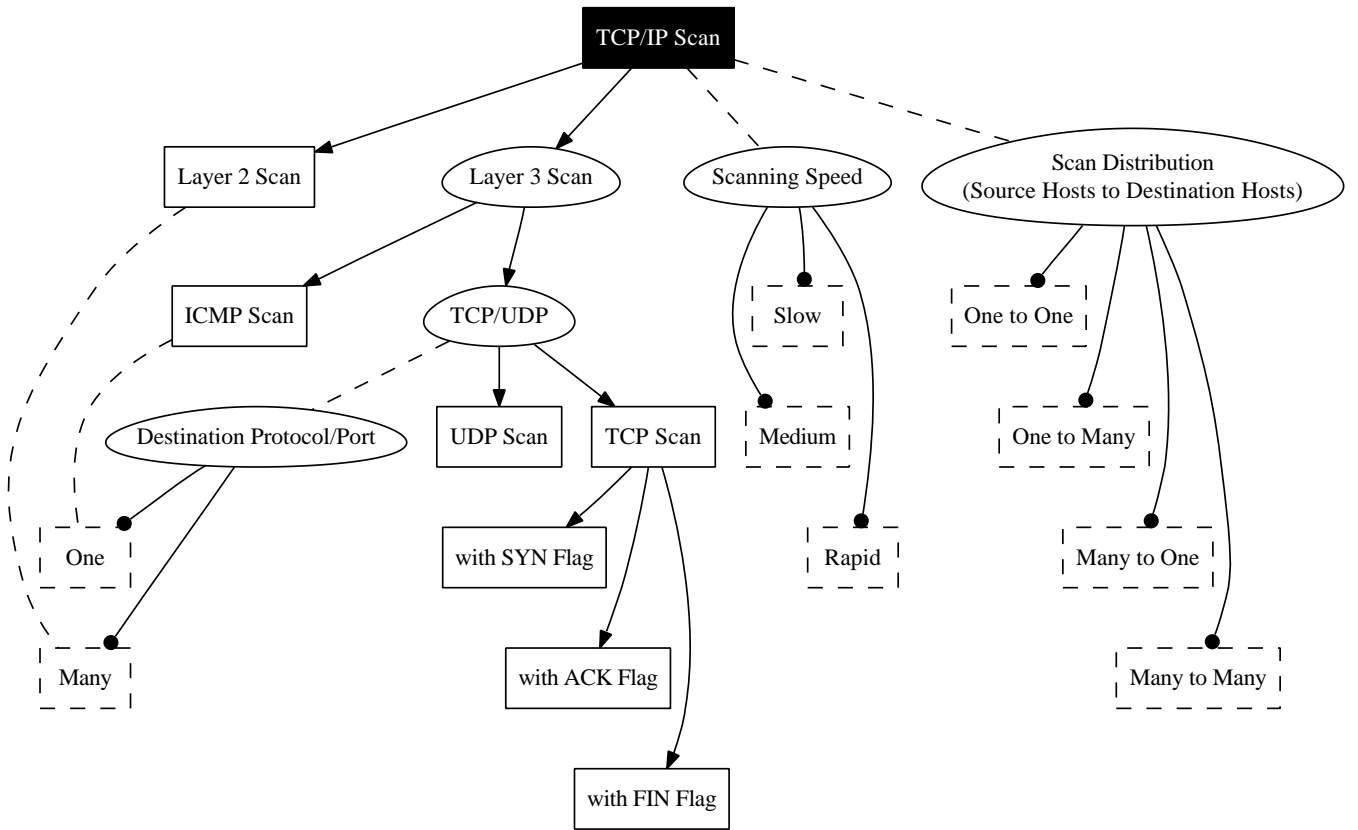 TCP/IP Scan
Layer 2 Scan
Layer 3 Scan
Scanning Speed
Scan Distribution
(Source Hosts to Destination Hosts)
ICMP Scan
TCP/UDP
Slow
One to One
Destination Protocol/Port
UDP Scan
TCP Scan
Medium
One to Many
One
with SYN Flag
Rapid
Many to One
Many
with ACK Flag
Many to Many
with FIN Flag